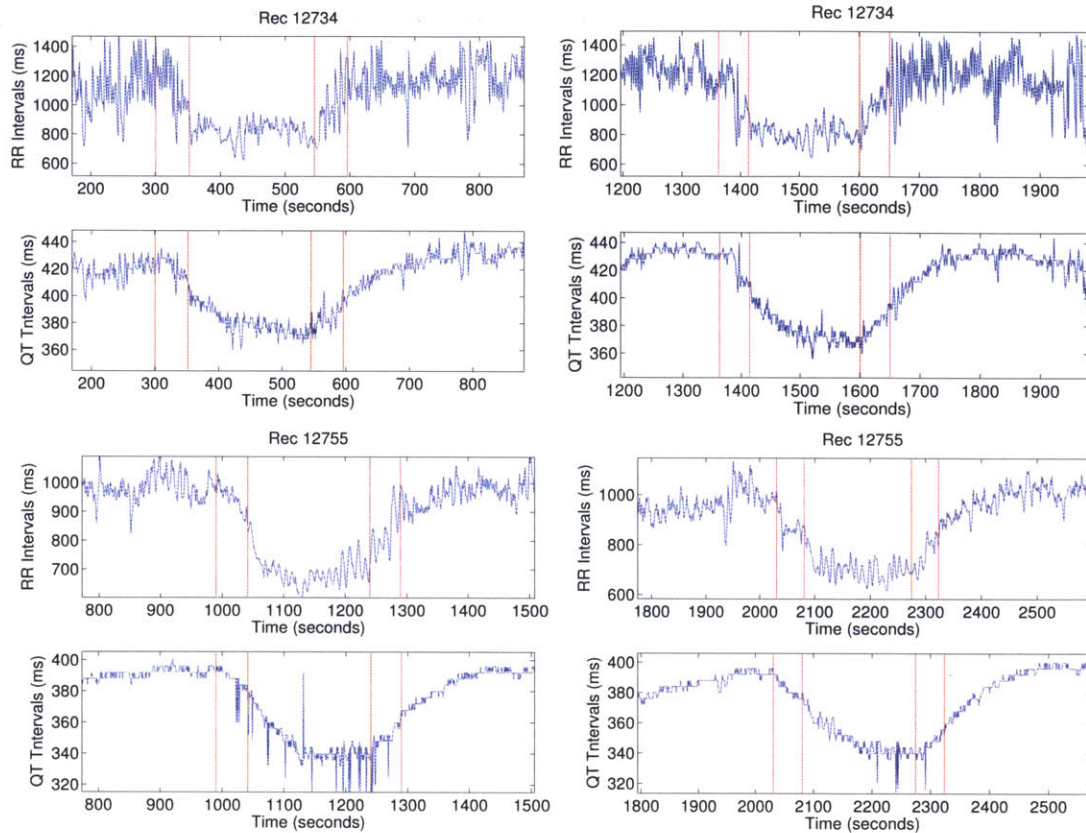 Rec 12734
1400
1200
1000
800
600
RR Intervals (ms)
200 300 400 500 600 700 800
Time (seconds)
440
420
400
380
360
QT Tntervals (ms)
200 300 400 500 600 700 800
Time (seconds)
Rec 12734
1400
1200
1000
800
600
RR Intervals (ms)
1200 1300 1400 1500 1600 1700 1800 1900
Time (seconds)
440
420
400
380
360
QT Tntervals (ms)
1200 1300 1400 1500 1600 1700 1800 1900
Time (seconds)
Rec 12755
1000
900
800
700
RR Intervals (ms)
800 900 1000 1100 1200 1300 1400 1500
Time (seconds)
400
380
360
340
320
QT Tntervals (ms)
800 900 1000 1100 1200 1300 1400 1500
Time (seconds)
Rec 12755
1000
800
600
RR Intervals (ms)
1800 1900 2000 2100 2200 2300 2400 2500
Time (seconds)
400
380
360
340
320
QT Tntervals (ms)
1800 1900 2000 2100 2200 2300 2400 2500
Time (seconds)